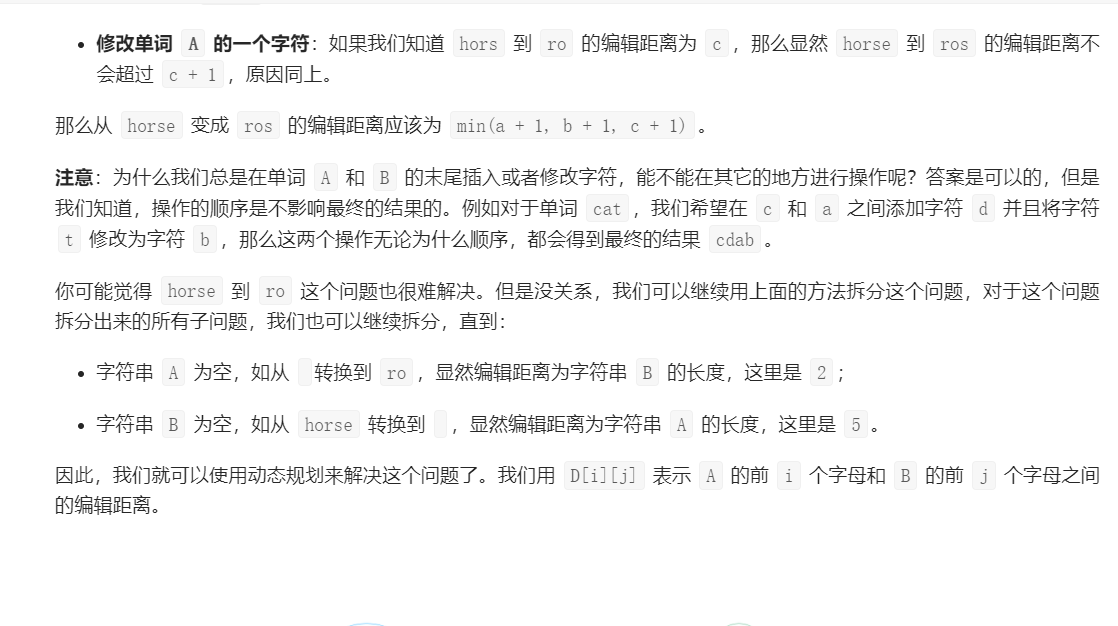 • 修改单词 A 的一个字符：如果我们知道 hors 到 ro 的编辑距离为 c ，那么显然 horse 到 ros 的编辑距离不
会超过 c + 1 ，原因同上。
那么从 horse 变成 ros 的编辑距离应该为 min(a + 1, b + 1, c + 1) 。
注意：为什么我们总是在单词 A 和 B 的末尾插入或者修改字符，能不能在其它的地方进行操作呢？答案是可以的，但是
我们知道，操作的顺序是不影响最终的结果的。例如对于单词 cat ，我们希望在 c 和 a 之间添加字符 d 并且将字符
t 修改为字符 b ，那么这两个操作无论为什么顺序，都会得到最终的结果 cdab 。
你可能觉得 horse 到 ro 这个问题也很难解决。但是没关系，我们可以继续用上面的方法拆分这个问题，对于这个问题
拆分出来的所有子问题，我们也可以继续拆分，直到：
• 字符串 A 为空，如从 转换到 ro ，显然编辑距离为字符串 B 的长度，这里是 2 ；
• 字符串 B 为空，如从 horse 转换到 ，显然编辑距离为字符串 A 的长度，这里是 5 。
因此，我们就可以使用动态规划来解决这个问题了。我们用 D[i][j] 表示 A 的前 i 个字母和 B 的前 j 个字母之间
的编辑距离。